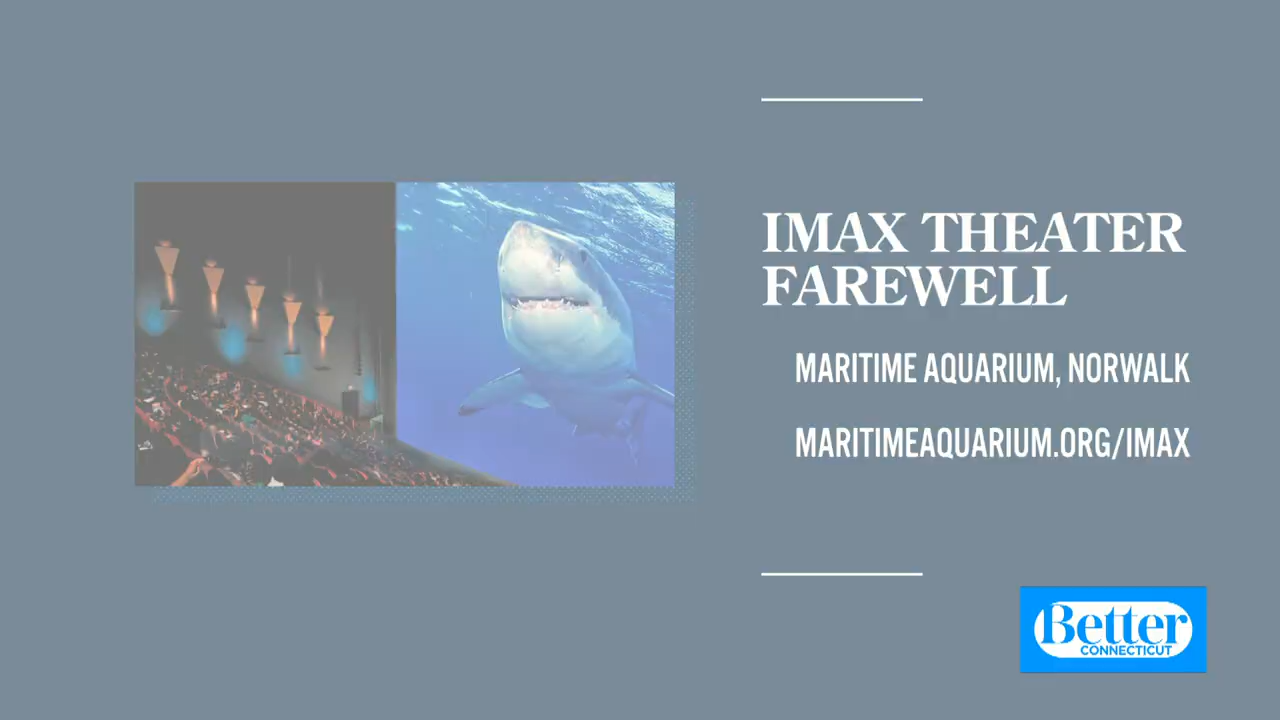 IMAX THEATER
FAREWELL
MARITIME AQUARIUM, NORWALK
MARITIMEAQUARIUM.ORG/IMAX
Better
CONNECTICUT